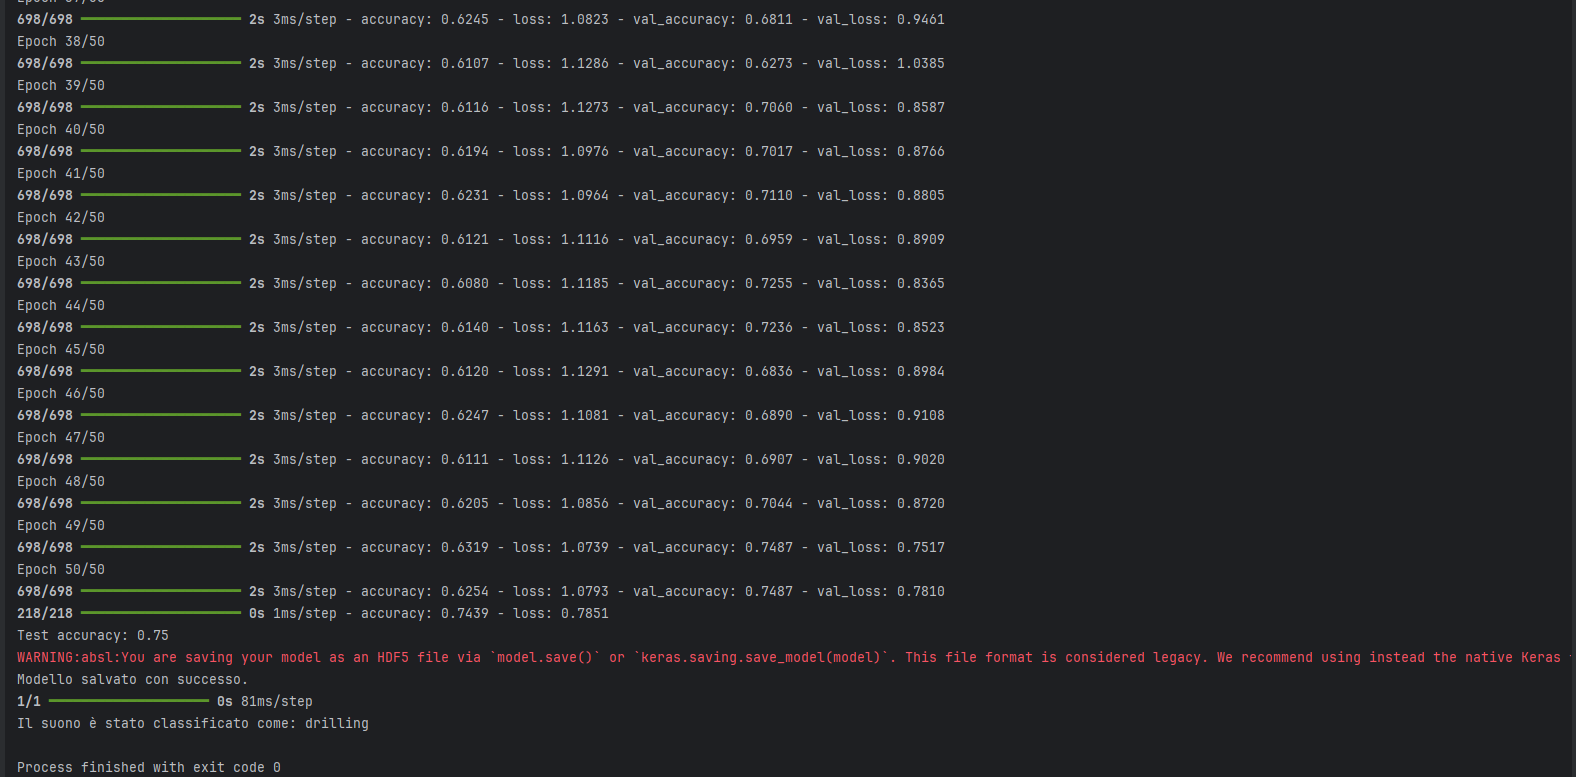 Epoch 37/50
698/698 ━━━━━━━━━━━━━━━━━━━━ 2s 3ms/step - accuracy: 0.6245 - loss: 1.0823 - val_accuracy: 0.6811 - val_loss: 0.9461
Epoch 38/50
698/698 ━━━━━━━━━━━━━━━━━━━━ 2s 3ms/step - accuracy: 0.6107 - loss: 1.1286 - val_accuracy: 0.6273 - val_loss: 1.0385
Epoch 39/50
698/698 ━━━━━━━━━━━━━━━━━━━━ 2s 3ms/step - accuracy: 0.6116 - loss: 1.1273 - val_accuracy: 0.7060 - val_loss: 0.8587
Epoch 40/50
698/698 ━━━━━━━━━━━━━━━━━━━━ 2s 3ms/step - accuracy: 0.6194 - loss: 1.0976 - val_accuracy: 0.7017 - val_loss: 0.8766
Epoch 41/50
698/698 ━━━━━━━━━━━━━━━━━━━━ 2s 3ms/step - accuracy: 0.6231 - loss: 1.0964 - val_accuracy: 0.7110 - val_loss: 0.8805
Epoch 42/50
698/698 ━━━━━━━━━━━━━━━━━━━━ 2s 3ms/step - accuracy: 0.6121 - loss: 1.1116 - val_accuracy: 0.6959 - val_loss: 0.8909
Epoch 43/50
698/698 ━━━━━━━━━━━━━━━━━━━━ 2s 3ms/step - accuracy: 0.6080 - loss: 1.1185 - val_accuracy: 0.7255 - val_loss: 0.8365
Epoch 44/50
698/698 ━━━━━━━━━━━━━━━━━━━━ 2s 3ms/step - accuracy: 0.6140 - loss: 1.1163 - val_accuracy: 0.7236 - val_loss: 0.8523
Epoch 45/50
698/698 ━━━━━━━━━━━━━━━━━━━━ 2s 3ms/step - accuracy: 0.6120 - loss: 1.1291 - val_accuracy: 0.6836 - val_loss: 0.8984
Epoch 46/50
698/698 ━━━━━━━━━━━━━━━━━━━━ 2s 3ms/step - accuracy: 0.6247 - loss: 1.1081 - val_accuracy: 0.6890 - val_loss: 0.9108
Epoch 47/50
698/698 ━━━━━━━━━━━━━━━━━━━━ 2s 3ms/step - accuracy: 0.6111 - loss: 1.1126 - val_accuracy: 0.6907 - val_loss: 0.9020
Epoch 48/50
698/698 ━━━━━━━━━━━━━━━━━━━━ 2s 3ms/step - accuracy: 0.6205 - loss: 1.0856 - val_accuracy: 0.7044 - val_loss: 0.8720
Epoch 49/50
698/698 ━━━━━━━━━━━━━━━━━━━━ 2s 3ms/step - accuracy: 0.6319 - loss: 1.0739 - val_accuracy: 0.7487 - val_loss: 0.7517
Epoch 50/50
698/698 ━━━━━━━━━━━━━━━━━━━━ 2s 3ms/step - accuracy: 0.6254 - loss: 1.0793 - val_accuracy: 0.7487 - val_loss: 0.7810
218/218 ━━━━━━━━━━━━━━━━━━━━ 0s 1ms/step - accuracy: 0.7439 - loss: 0.7851
Test accuracy: 0.75
WARNING:absl:You are saving your model as an HDF5 file via `model.save()` or `keras.saving.save_model(model)`. This file format is considered legacy. We recommend using instead the native Keras
Modello salvato con successo.
1/1 ━━━━━━━━━━━━━━━━━━━━ 0s 81ms/step
Il suono è stato classificato come: drilling
Process finished with exit code 0